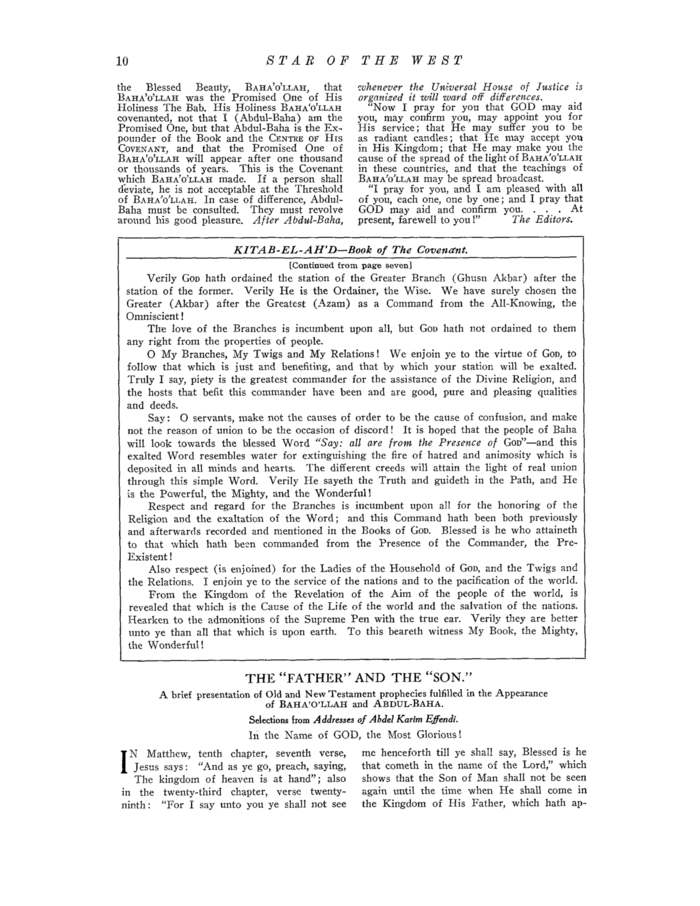 10
STAR OF THE WEST
the Blessed Beauty, BAHA'O'LLAH, that
BAHA'O'LLAH was the Promised One of His
Holiness The Bab. His Holiness BAHA'O'LLAH
covenanted, not that I (Abdul-Baha) am the
Promised One, but that Abdul-Baha is the Ex-
pounder of the Book and the CENTRE OF HIS
COVENANT, and that the Promised One of
BAHA'O'LLAH will appear after one thousand
or thousands of years. This is the Covenant
which BAHA'O'LLAH made. If a person shall
deviate, he is not acceptable at the Threshold
of BAHA'O'LLAH. In case of difference, Abdul-
Baha must be consulted. They must revolve
around his good pleasure. After Abdul-Baha,
whenever the Universal House of Justice is
organized it will ward off differences.
"Now I pray for you that GOD may aid
you, may confirm you, may appoint you for
His service; that He may suffer you to be
as radiant candles; that He may accept you
in His Kingdom; that He may make you the
cause of the spread of the light of BAHA'O'LLAH
in these countries, and that the teachings of
BAHA'O'LLAH may be spread broadcast.
"I pray for you, and I am pleased with all
of you, each one, one by one; and I pray that
GOD may aid and confirm you. . . . At
present, farewell to you!" The Editors.
KITAB-EL-AH'D—Book of The Covenant.
[Continued from page seven]
Verily GOD hath ordained the station of the Greater Branch (Ghusn Akbar) after the
station of the former. Verily He is the Ordainer, the Wise. We have surely chosen the
Greater (Akbar) after the Greatest (Azam) as a Command from the All-Knowing, the
Omniscient!
The love of the Branches is incumbent upon all, but GOD hath not ordained to them
any right from the properties of people.
O My Branches, My Twigs and My Relations! We enjoin ye to the virtue of GOD, to
follow that which is just and benefiting, and that by which your station will be exalted.
Truly I say, piety is the greatest commander for the assistance of the Divine Religion, and
the hosts that befit this commander have been and are good, pure and pleasing qualities
and deeds.
Say: O servants, make not the causes of order to be the cause of confusion, and make
not the reason of union to be the occasion of discord! It is hoped that the people of Baha
will look towards the blessed Word "Say: all are from the Presence of GOD"—and this
exalted Word resembles water for extinguishing the fire of hatred and animosity which is
deposited in all minds and hearts. The different creeds will attain the light of real union
through this simple Word. Verily He sayeth the Truth and guideth in the Path, and He
is the Powerful, the Mighty, and the Wonderful!
Respect and regard for the Branches is incumbent upon all for the honoring of the
Religion and the exaltation of the Word; and this Command hath been both previously
and afterwards recorded and mentioned in the Books of GOD. Blessed is he who attaineth
to that which hath been commanded from the Presence of the Commander, the Pre-
Existent!
Also respect (is enjoined) for the Ladies of the Household of GOD, and the Twigs and
the Relations. I enjoin ye to the service of the nations and to the pacification of the world.
From the Kingdom of the Revelation of the Aim of the people of the world, is
revealed that which is the Cause of the Life of the world and the salvation of the nations.
Hearken to the admonitions of the Supreme Pen with the true ear. Verily they are better
unto ye than all that which is upon earth. To this beareth witness My Book, the Mighty,
the Wonderful!
THE "FATHER" AND THE "SON."
A brief presentation of Old and New Testament prophecies fulfilled in the Appearance
of BAHA'O'LLAH and ABDUL-BAHA.
Selections from Addresses of Abdel Karim Effendi.
In the Name of GOD, the Most Glorious!
IN Matthew, tenth chapter, seventh verse,
Jesus says: "And as ye go, preach, saying,
The kingdom of heaven is at hand"; also
in the twenty-third chapter, verse twenty-
ninth: "For I say unto you ye shall not see
me henceforth till ye shall say, Blessed is he
that cometh in the name of the Lord," which
shows that the Son of Man shall not be seen
again until the time when He shall come in
the Kingdom of His Father, which hath ap-